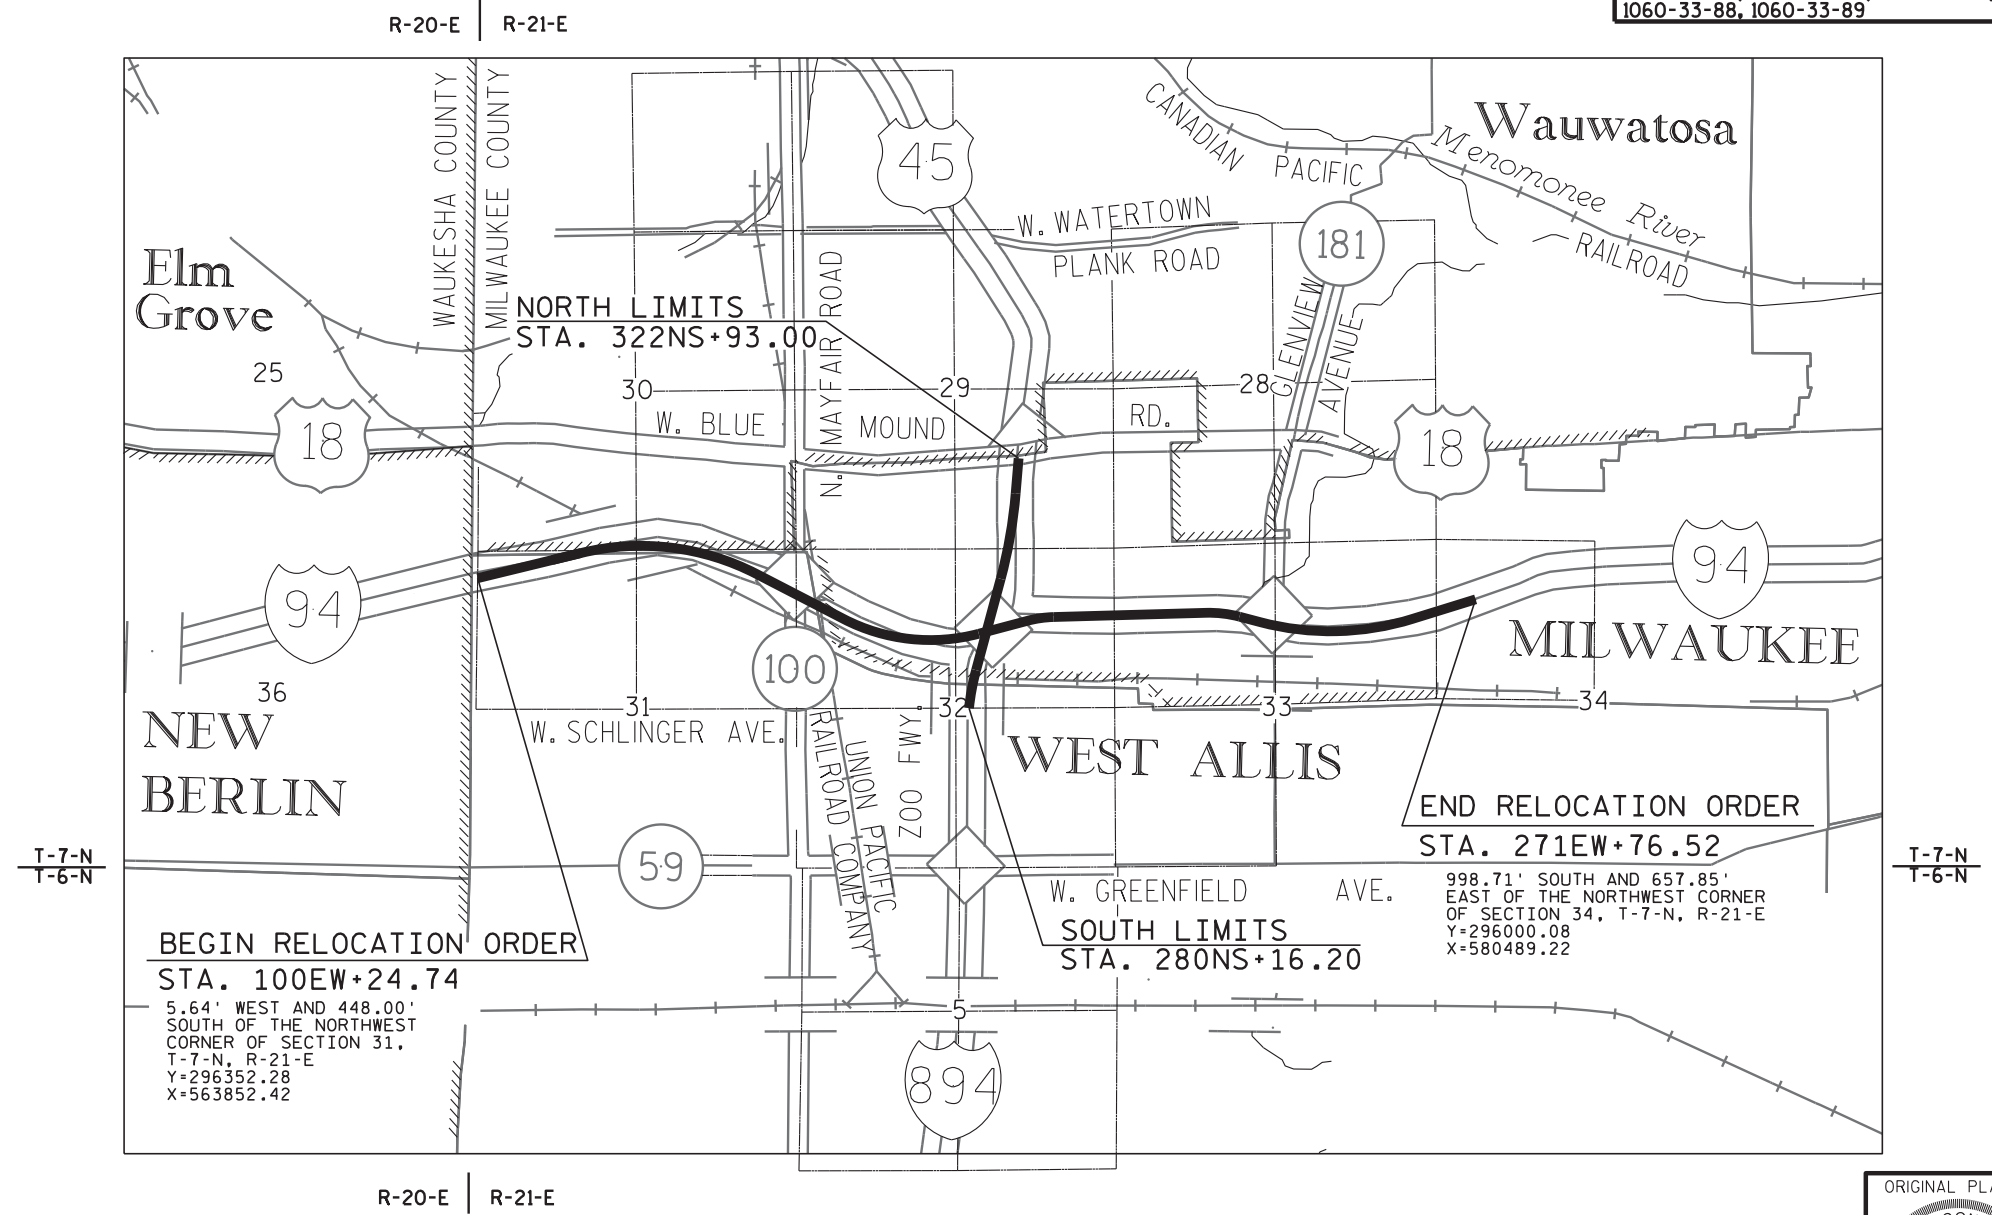 1060-33-88, 1060-33-89
R-20-E
R-21-E
WAUKESHA COUNTY
MILWAUKEE COUNTY
45
CANADIAN
PACIFIC
RAILROAD
Wauwatosa
Menomonee River
W. WATERTOWN
PLANK ROAD
181
Elm
Grove
25
NORTH LIMITS
STA. 322NS+93.00
N. MAYFAIR ROAD
GLENVIEW
AVENUE
30
29
28
18
W. BLUE
MOUND
RD.
18
94
94
MILWAUKEE
36
100
31
32
33
34
NEW
BERLIN
W. SCHLINGER AVE.
UNION PACIFIC
RAILROAD COMPANY
ZOO FWY.
WEST ALLIS
END RELOCATION ORDER
STA. 271EW+76.52
998.71' SOUTH AND 657.85'
EAST OF THE NORTHWEST CORNER
OF SECTION 34, T-7-N, R-21-E
Y=296000.08
X=580489.22
T-7-N
T-6-N
T-7-N
T-6-N
59
W. GREENFIELD
AVE.
SOUTH LIMITS
STA. 280NS+16.20
BEGIN RELOCATION ORDER
STA. 100EW+24.74
5.64' WEST AND 448.00'
SOUTH OF THE NORTHWEST
CORNER OF SECTION 31,
T-7-N, R-21-E
Y=296352.28
X=563852.42
5
894
R-20-E
R-21-E
ORIGINAL PLA